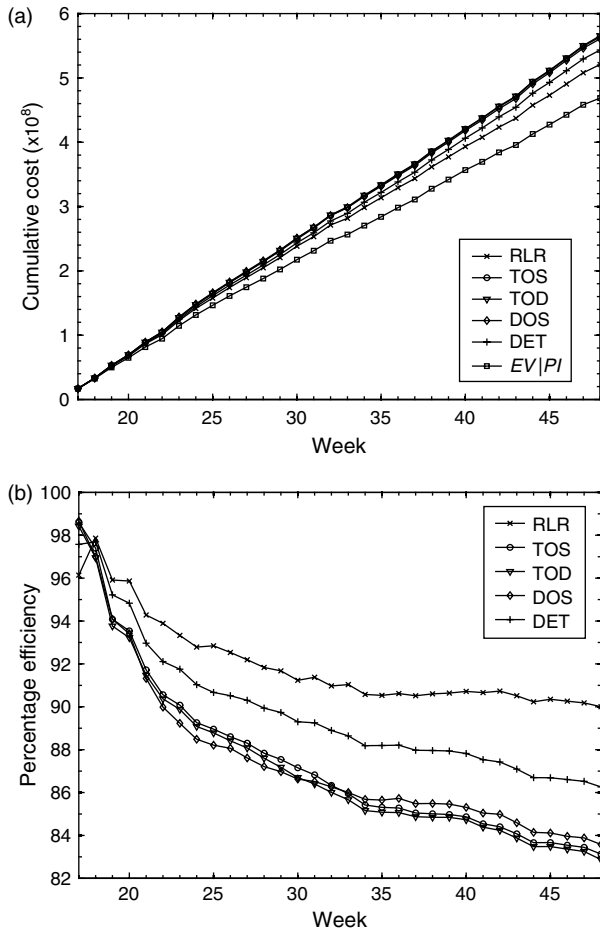 (a)
6
5
4
3
2
1
0
Cumulative cost (x10⁸)
20 25 30 35 40 45
Week
RLR
TOS
TOD
DOS
DET
EV|PI
(b)
100
98
96
94
92
90
88
86
84
82
Percentage efficiency
20 25 30 35 40 45
Week
RLR
TOS
TOD
DOS
DET